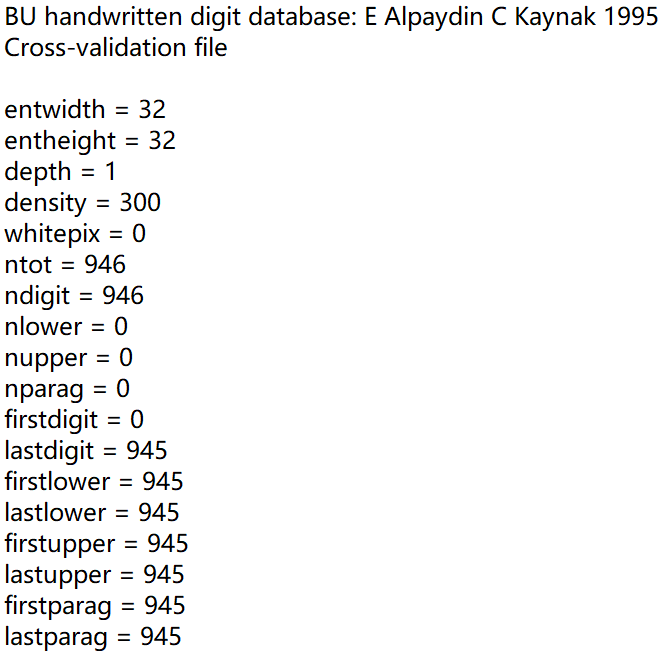 BU handwritten digit database: E Alpaydin C Kaynak 1995
Cross-validation file

entwidth = 32
entheight = 32
depth = 1
density = 300
whitepix = 0
ntot = 946
ndigit = 946
nlower = 0
nupper = 0
nparag = 0
firstdigit = 0
lastdigit = 945
firstlower = 945
lastlower = 945
firstupper = 945
lastupper = 945
firstparag = 945
lastparag = 945